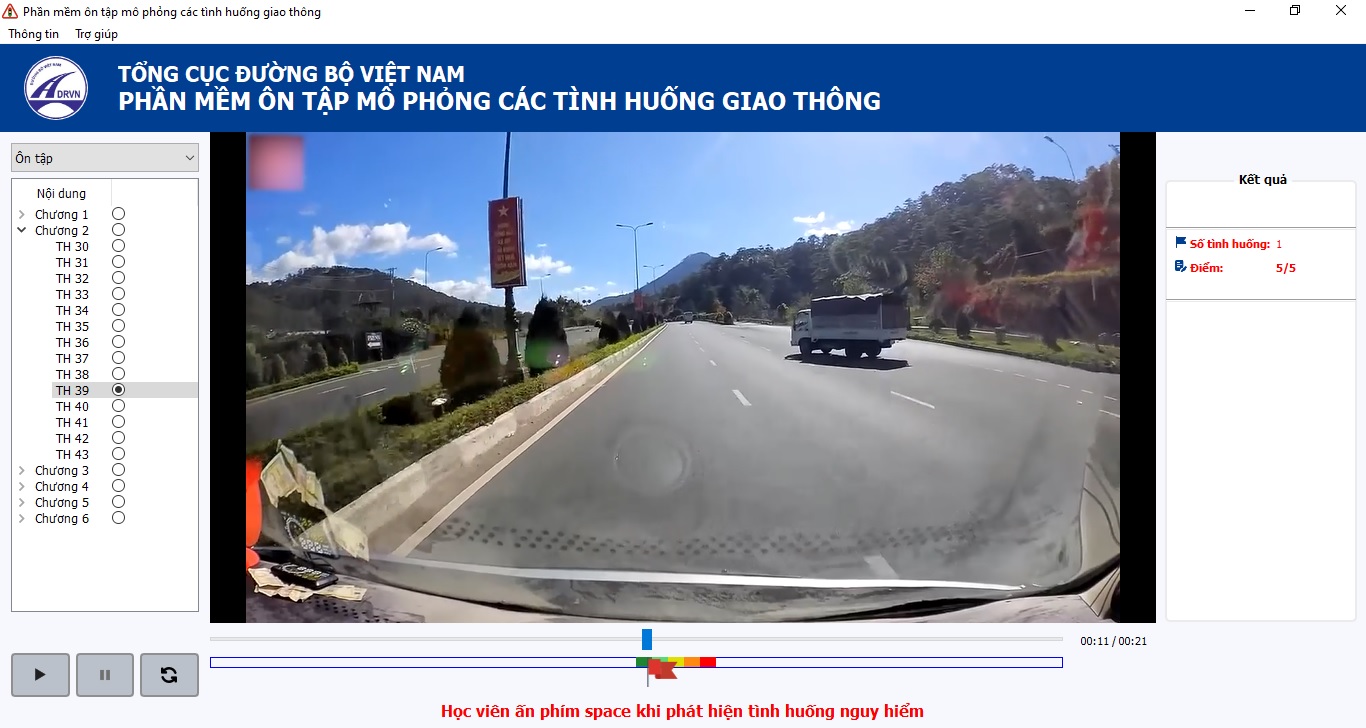 Phần mềm ôn tập mô phỏng các tình huống giao thông
Thông tin Trợ giúp
ĐƯỜNG BỘ VIỆT NAM
DRVN
TỔNG CỤC ĐƯỜNG BỘ VIỆT NAM
PHẦN MỀM ÔN TẬP MÔ PHỎNG CÁC TÌNH HUỐNG GIAO THÔNG
Ôn tập
Nội dung
Chương 1
Chương 2
TH 30
TH 31
TH 32
TH 33
TH 34
TH 35
TH 36
TH 37
TH 38
TH 39
TH 40
TH 41
TH 42
TH 43
Chương 3
Chương 4
Chương 5
Chương 6
Kết quả
Số tình huống: 1
Điểm: 5/5
00:11 / 00:21
Học viên ấn phím space khi phát hiện tình huống nguy hiểm